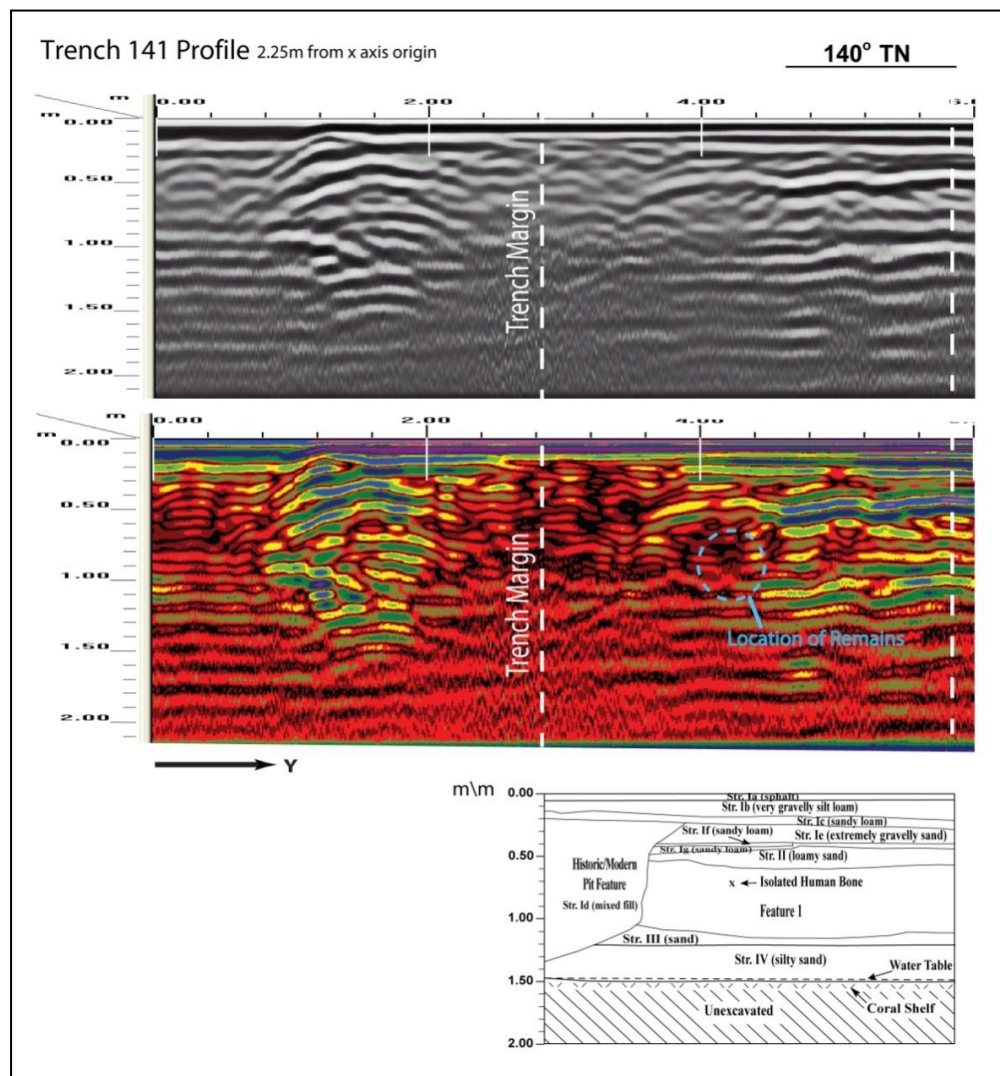 Trench 141 Profile 2.25m from x axis origin
140° TN
m
0.00 2.00 4.00
m
0.00
0.50
1.00
1.50
2.00
Trench Margin
m
0.00 2.00 4.00
m
0.00
0.50
1.00
1.50
2.00
Trench Margin
Location of Remains
Y
m\m
0.00
0.50
1.00
1.50
2.00
Str. Ia (sphalt)
Str. Ib (very gravelly silt loam)
Str. Ic (sandy loam)
Str. If (sandy loam)
Str. Ie (extremely gravelly sand)
Str. Ig (sandy loam)
Str. II (loamy sand)
Historic/Modern
Pit Feature
Str. Id (mixed fill)
x
Isolated Human Bone
Feature 1
Str. III (sand)
Str. IV (silty sand)
Water Table
Coral Shelf
Unexcavated